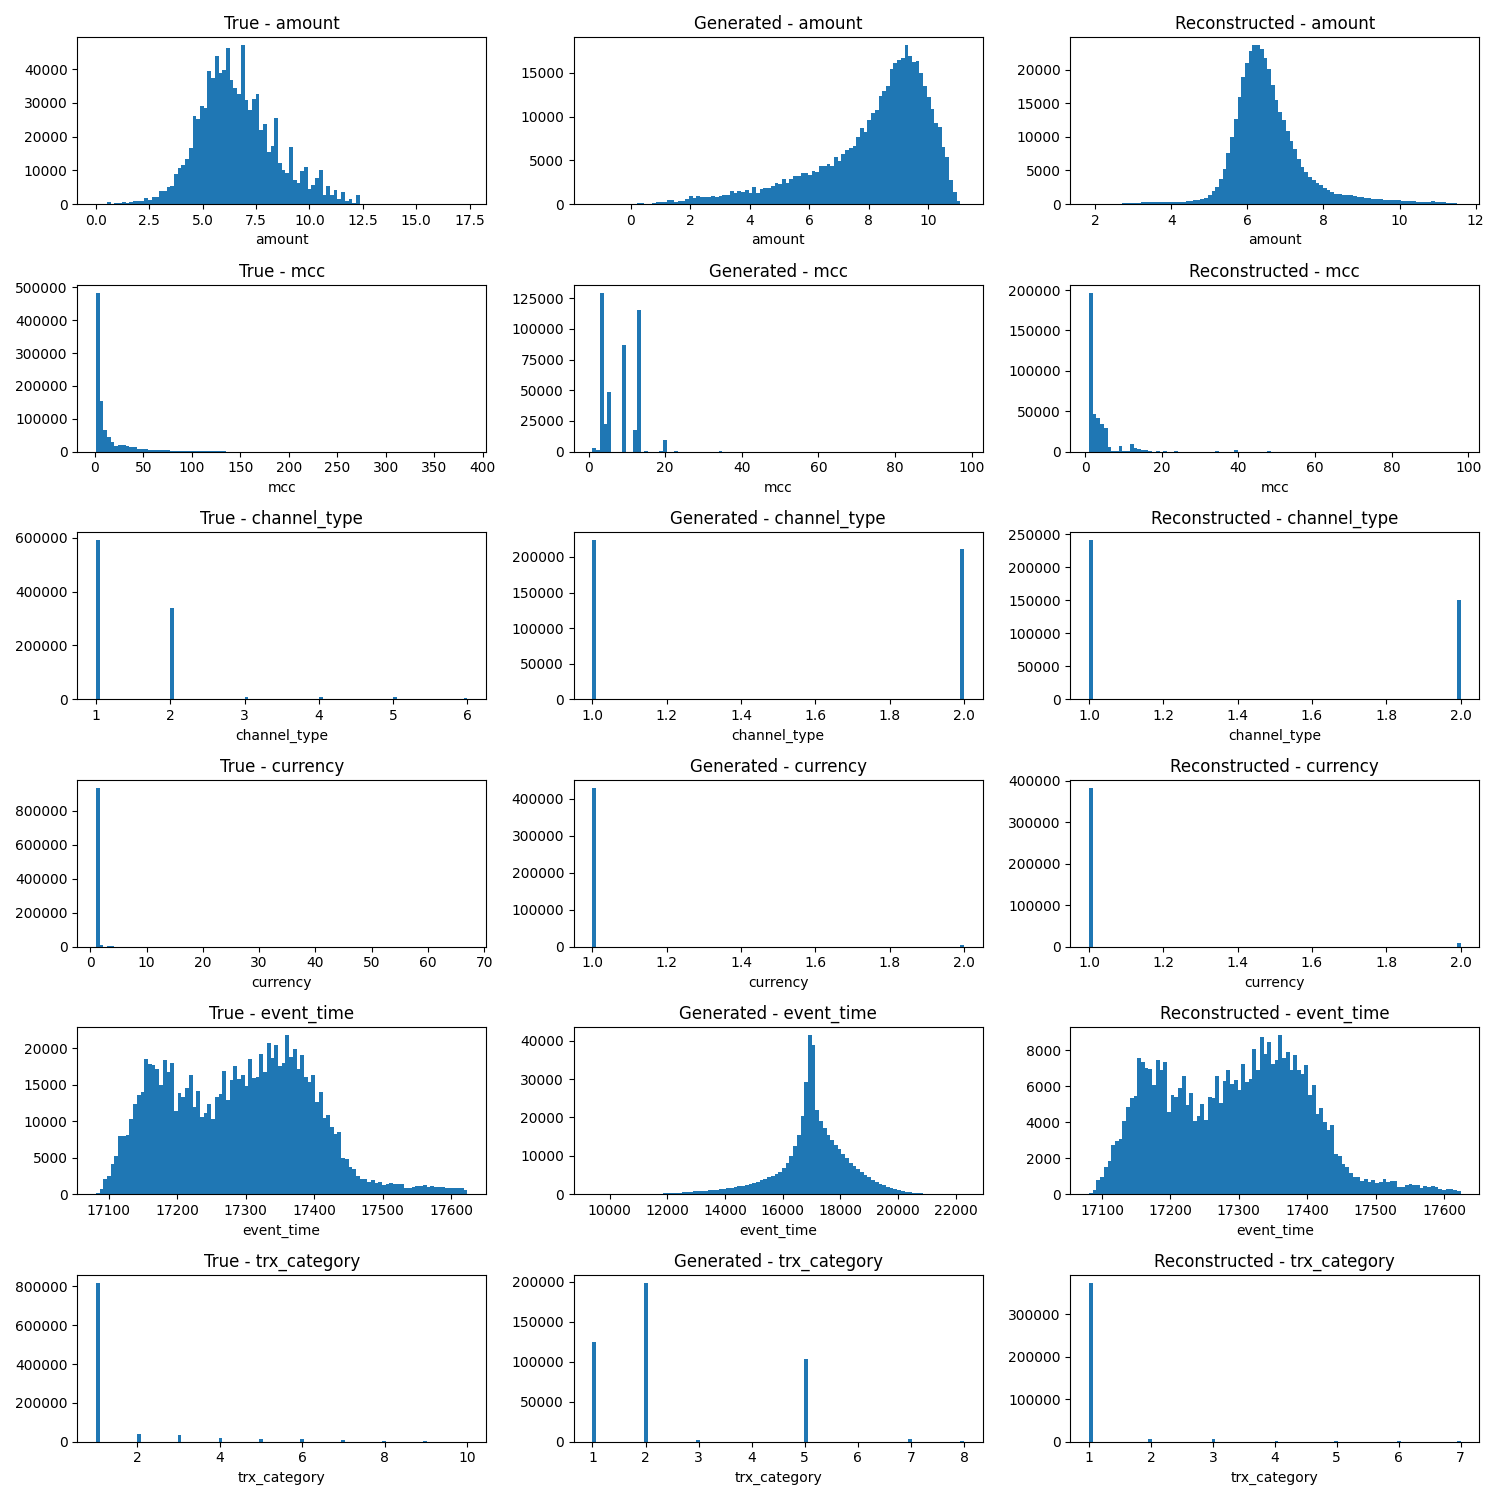 True - amount
Generated - amount
Reconstructed - amount
40000
30000
20000
10000
0
0.0 2.5 5.0 7.5 10.0 12.5 15.0 17.5
amount
15000
10000
5000
0
0 2 4 6 8 10
amount
20000
15000
10000
5000
0
2 4 6 8 10 12
amount
True - mcc
Generated - mcc
Reconstructed - mcc
500000
400000
300000
200000
100000
0
0 50 100 150 200 250 300 350 400
mcc
125000
100000
75000
50000
25000
0
0 20 40 60 80 100
mcc
200000
150000
100000
50000
0
0 20 40 60 80 100
mcc
True - channel_type
Generated - channel_type
Reconstructed - channel_type
600000
400000
200000
0
1 2 3 4 5 6
channel_type
200000
150000
100000
50000
0
1.0 1.2 1.4 1.6 1.8 2.0
channel_type
250000
200000
150000
100000
50000
0
1.0 1.2 1.4 1.6 1.8 2.0
channel_type
True - currency
Generated - currency
Reconstructed - currency
800000
600000
400000
200000
0
0 10 20 30 40 50 60 70
currency
400000
300000
200000
100000
0
1.0 1.2 1.4 1.6 1.8 2.0
currency
400000
300000
200000
100000
0
1.0 1.2 1.4 1.6 1.8 2.0
currency
True - event_time
Generated - event_time
Reconstructed - event_time
20000
15000
10000
5000
0
17100 17200 17300 17400 17500 17600
event_time
40000
30000
20000
10000
0
10000 12000 14000 16000 18000 20000 22000
event_time
8000
6000
4000
2000
0
17100 17200 17300 17400 17500 17600
event_time
True - trx_category
Generated - trx_category
Reconstructed - trx_category
800000
600000
400000
200000
0
2 4 6 8 10
trx_category
200000
150000
100000
50000
0
1 2 3 4 5 6 7 8
trx_category
300000
200000
100000
0
1 2 3 4 5 6 7
trx_category